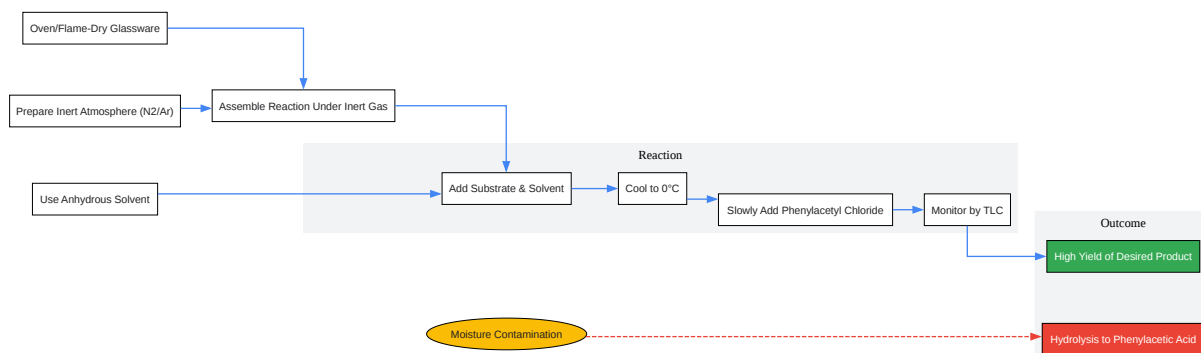 Oven/Flame-Dry Glassware
Prepare Inert Atmosphere (N2/Ar)
Assemble Reaction Under Inert Gas
Reaction
Use Anhydrous Solvent
Add Substrate & Solvent
Cool to 0°C
Slowly Add Phenylacetyl Chloride
Monitor by TLC
Outcome
High Yield of Desired Product
Moisture Contamination
Hydrolysis to Phenylacetic Acid